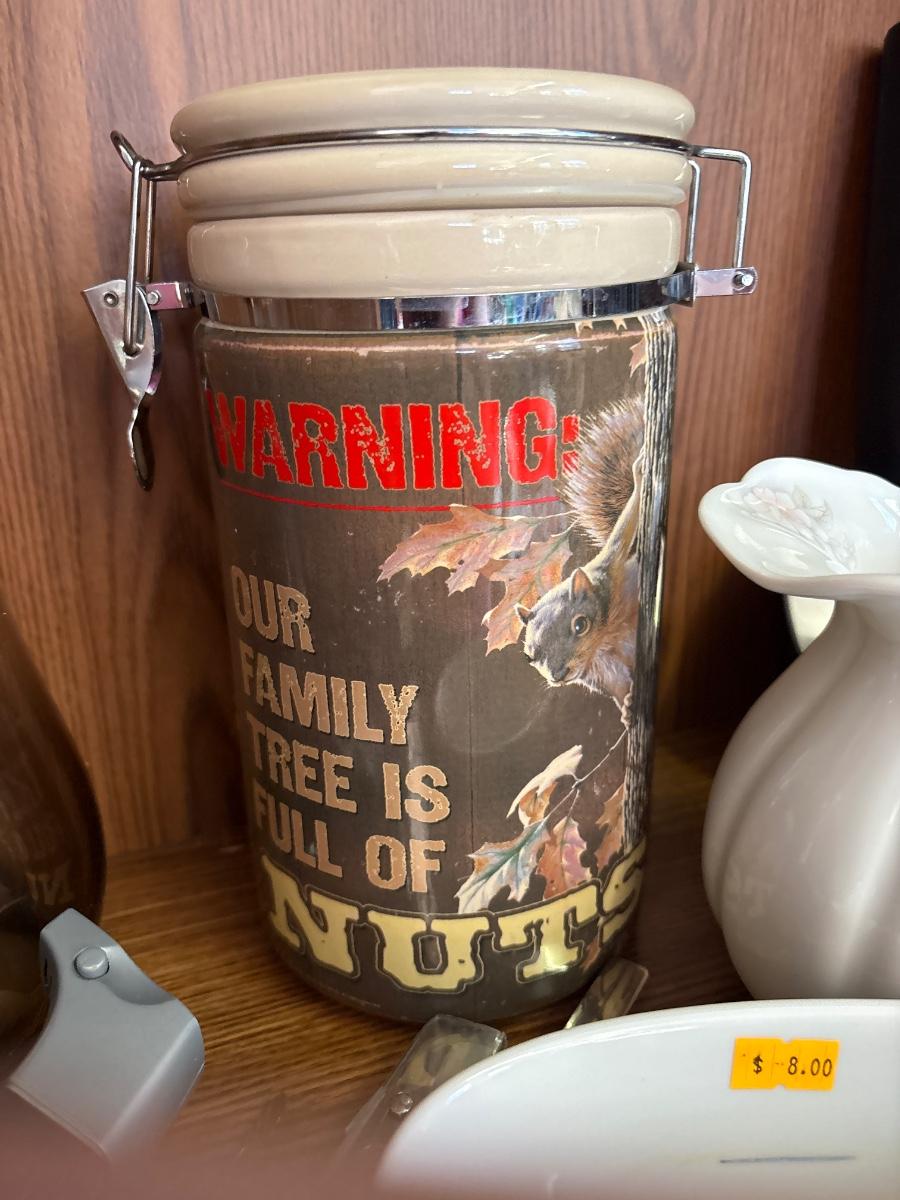 WARNING:
OUR
FAMILY
TREE IS
FULL OF
NUTS
$ 8.00